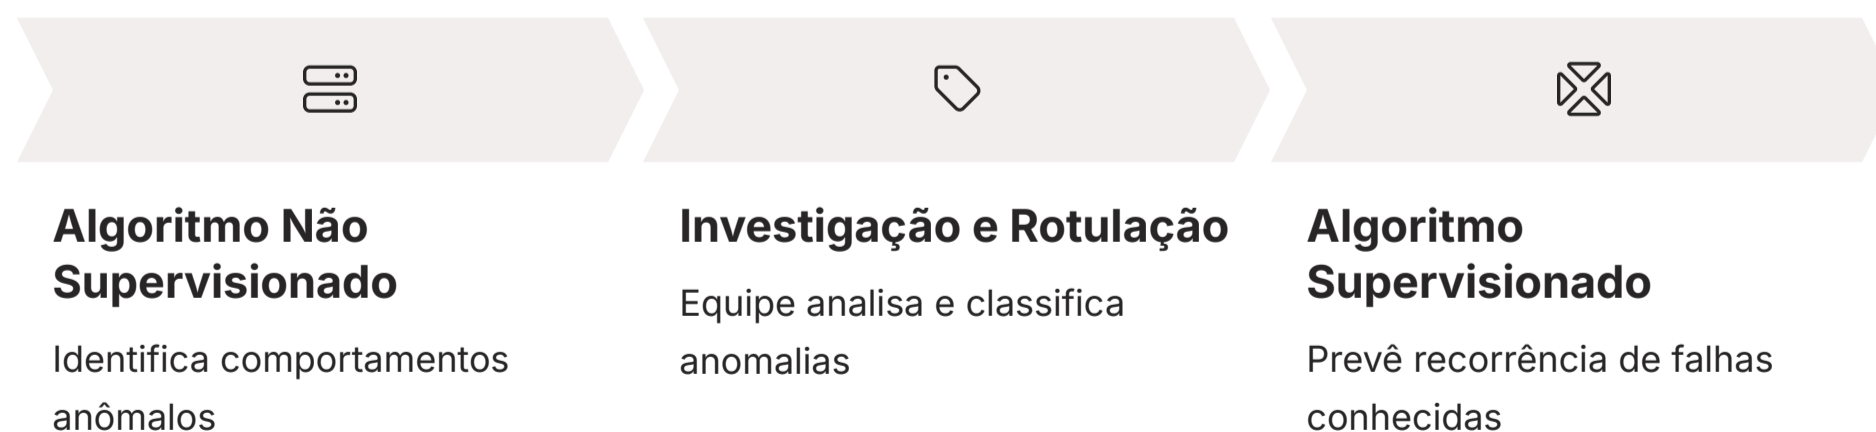 Algoritmo Não
Supervisionado
Identifica comportamentos
anômalos
Investigação e Rotulação
Equipe analisa e classifica
anomalias
Algoritmo
Supervisionado
Prevê recorrência de falhas
conhecidas